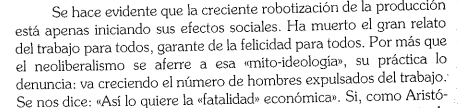 Se hace evidente que la creciente robotización de la producción
está apenas iniciando sus efectos sociales. Ha muerto el gran relato
del trabajo para todos, garante de la felicidad para todos. Por más que
el neoliberalismo se aferre a esa «mito-ideología», su práctica lo
denuncia: va creciendo el número de hombres expulsados del trabajo.
Se nos dice: «Así lo quiere la «fatalidad» económica». Si, como Aristó-